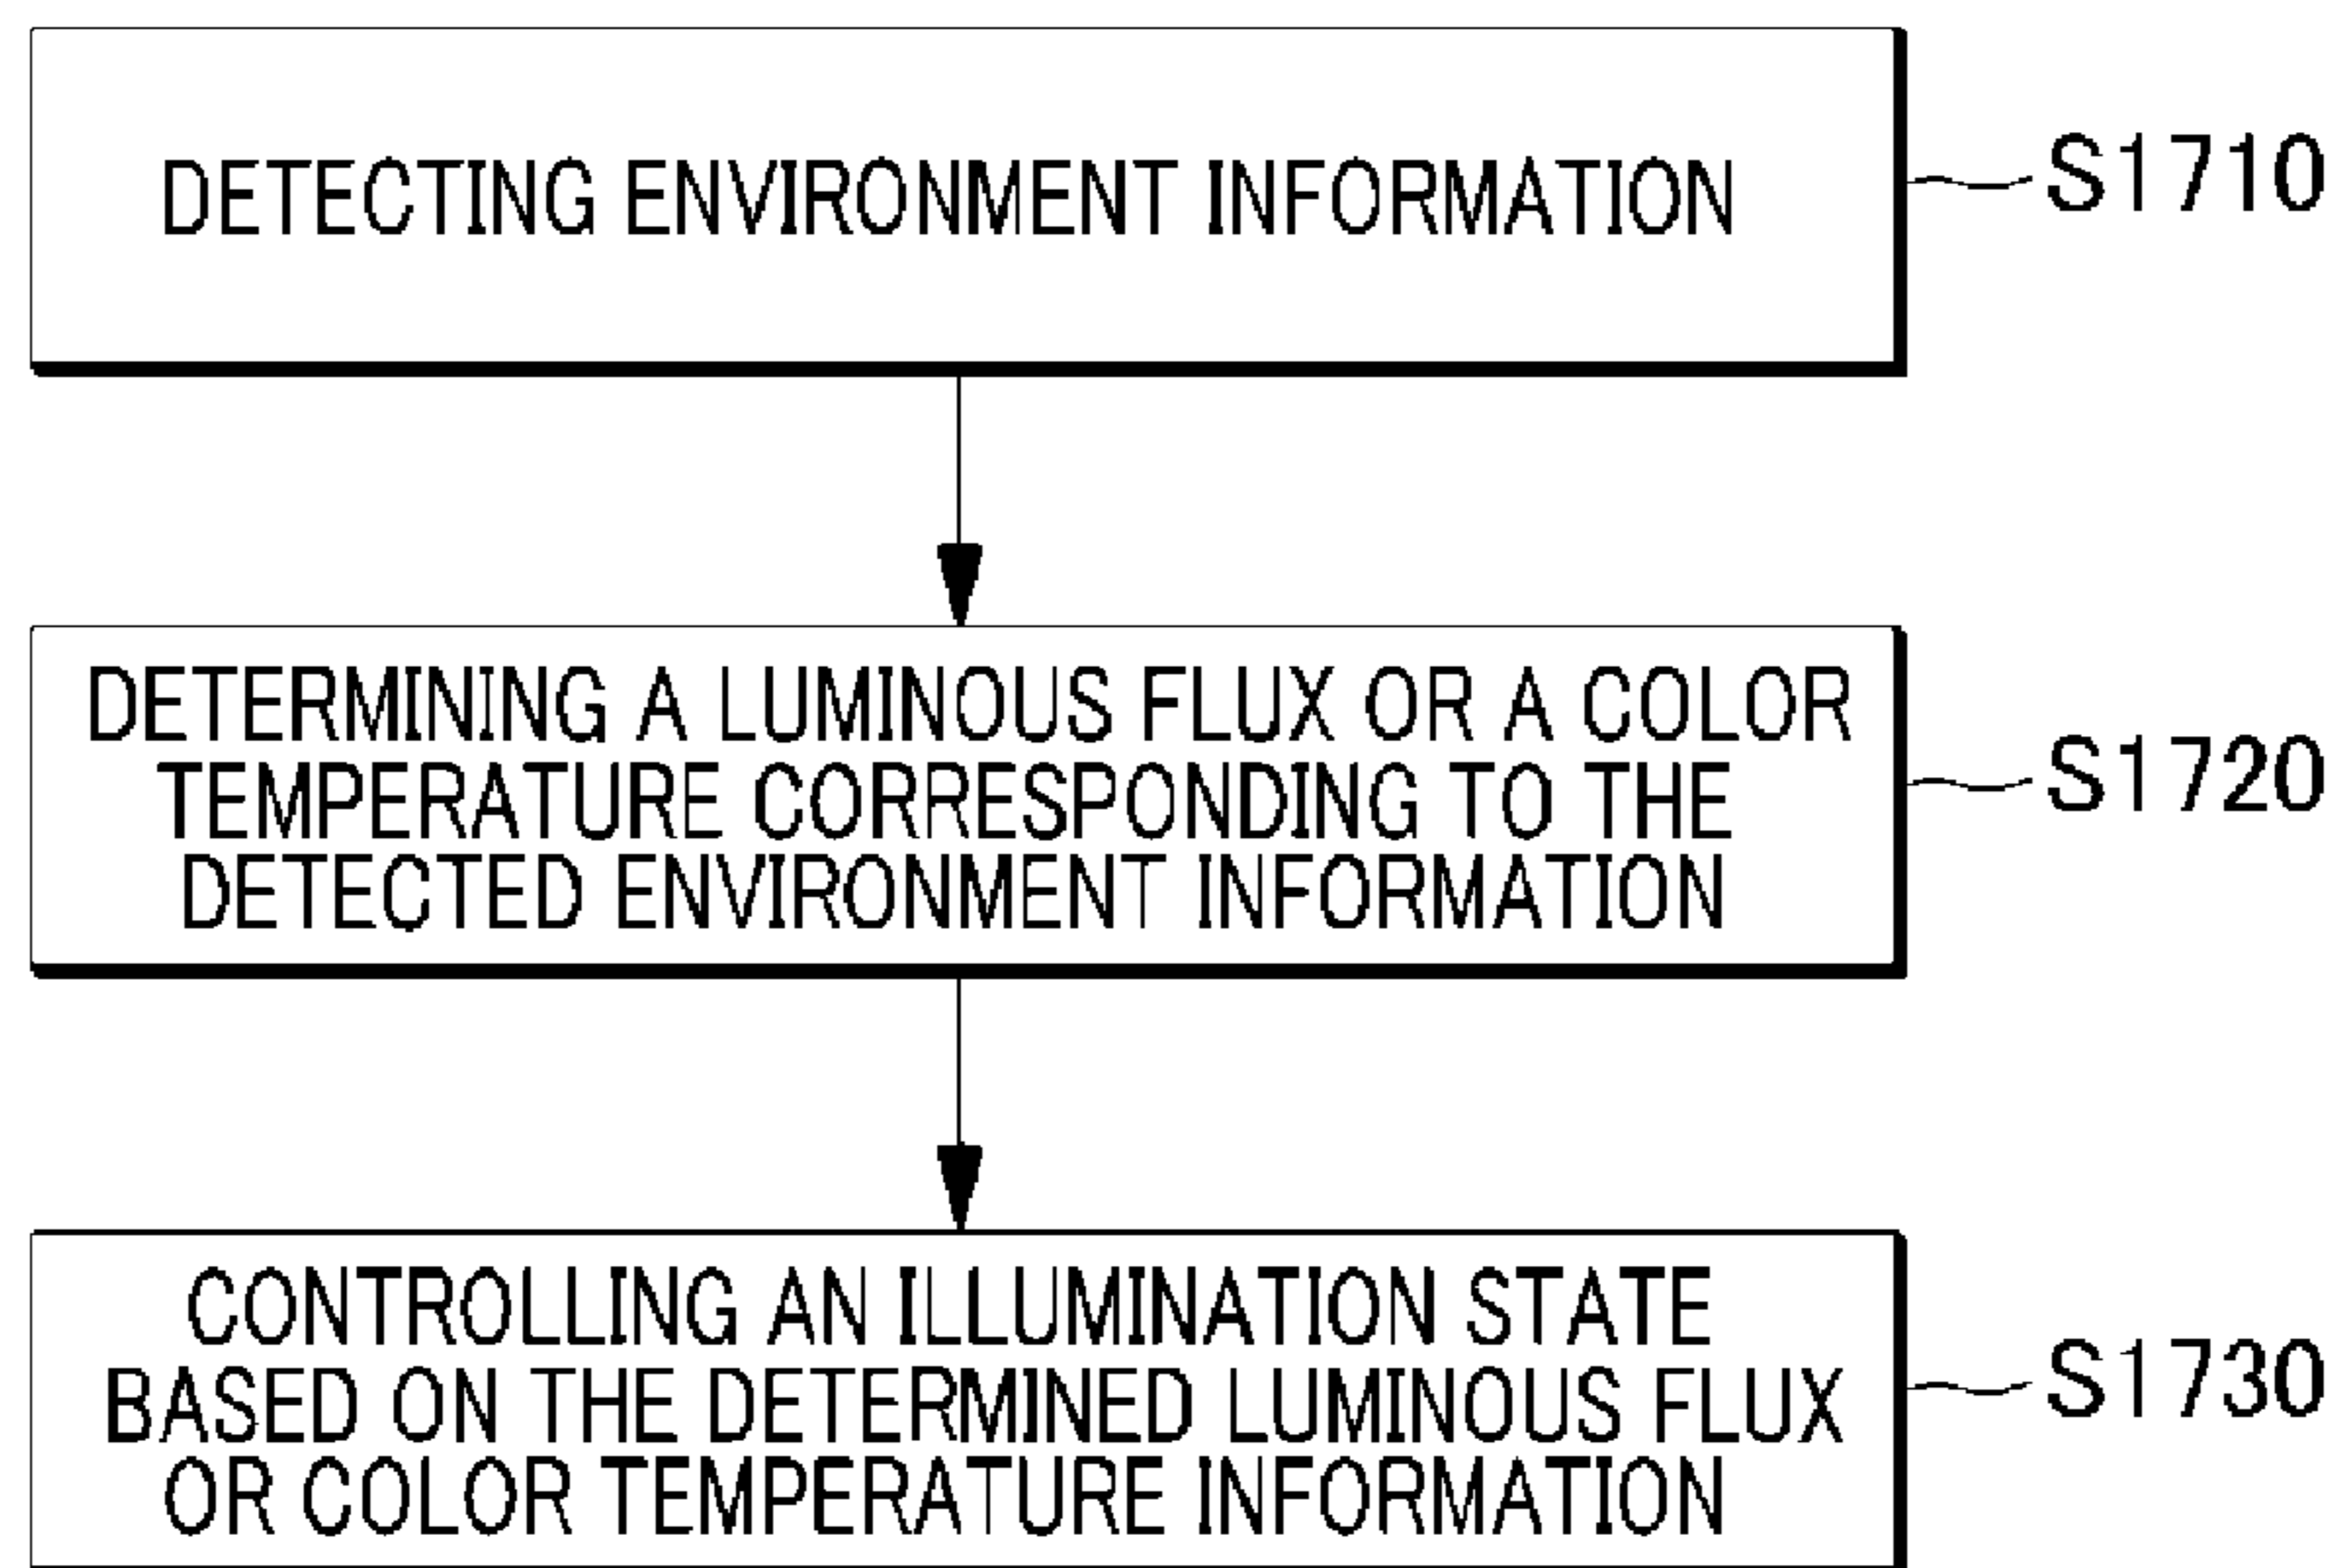 DETECTING ENVIRONMENT INFORMATION
S1710
DETERMINING A LUMINOUS FLUX OR A COLOR
TEMPERATURE CORRESPONDING TO THE
DETECTED ENVIRONMENT INFORMATION
S1720
CONTROLLING AN ILLUMINATION STATE
BASED ON THE DETERMINED LUMINOUS FLUX
OR COLOR TEMPERATURE INFORMATION
S1730